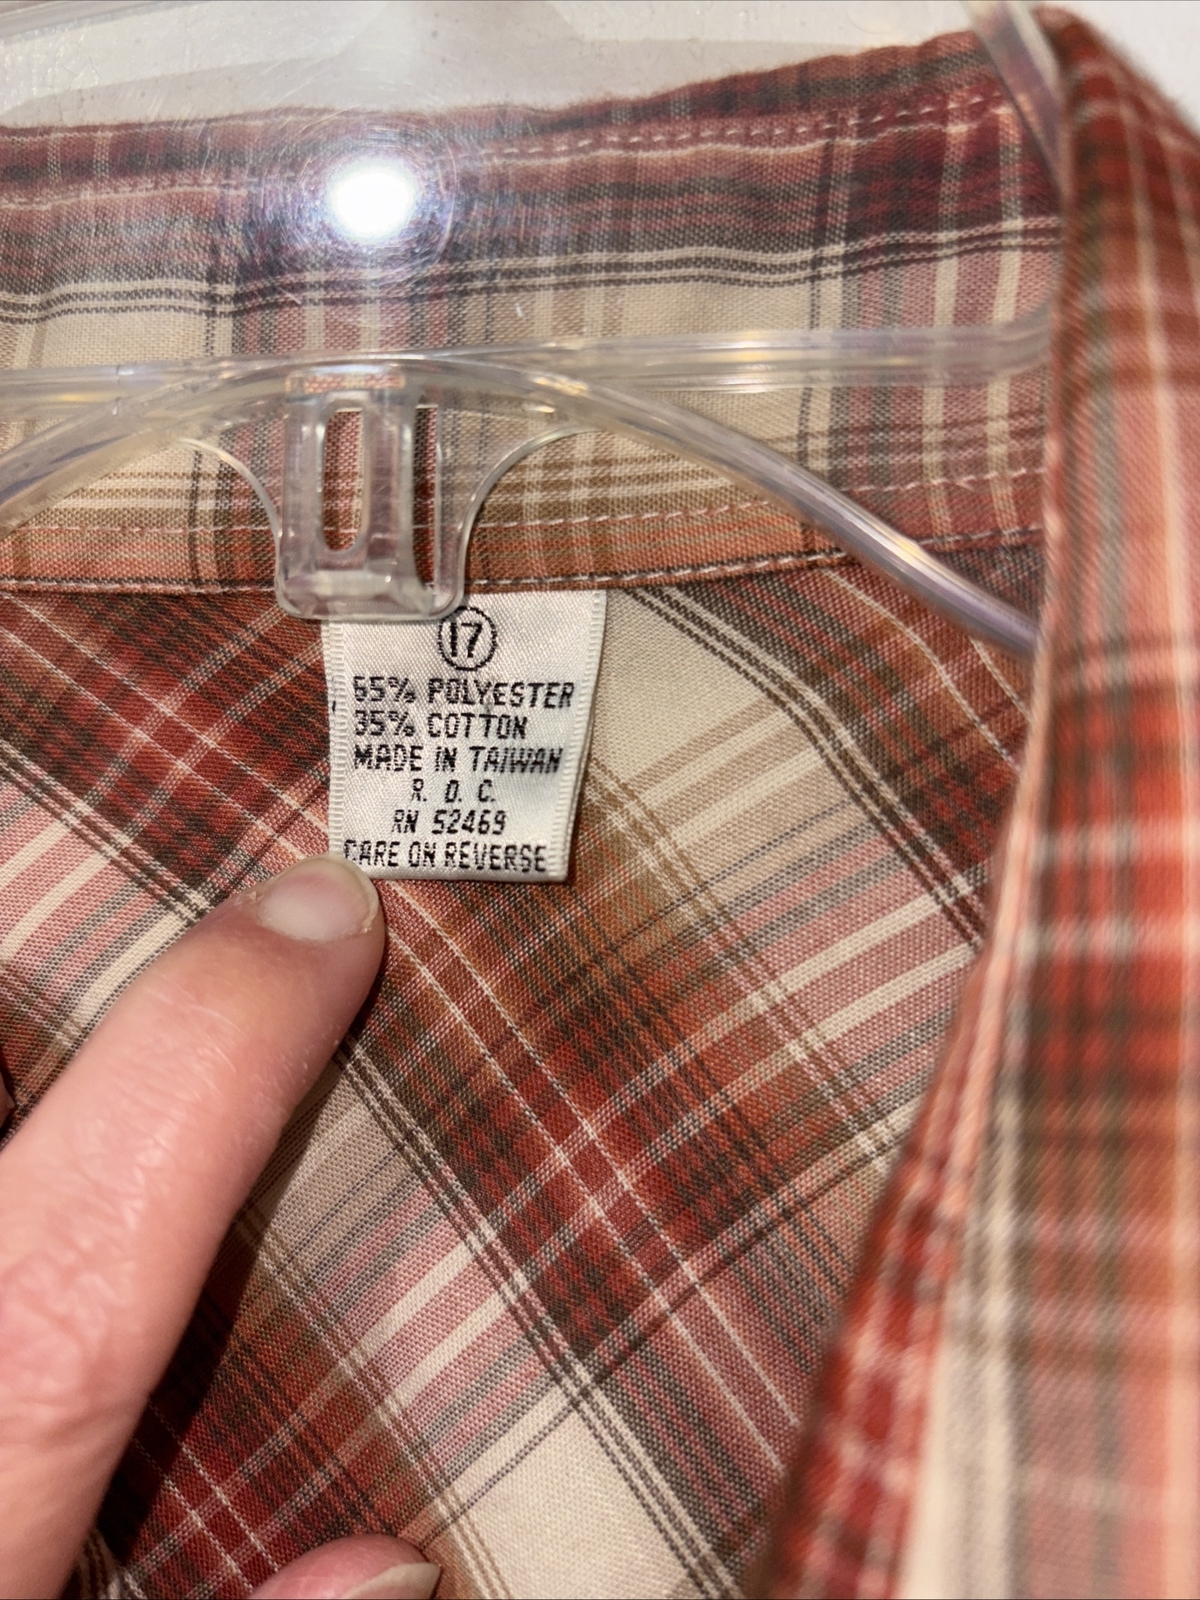 17
65% POLYESTER
35% COTTON
MADE IN TAIWAN
R. O. C.
RN 52469
CARE ON REVERSE